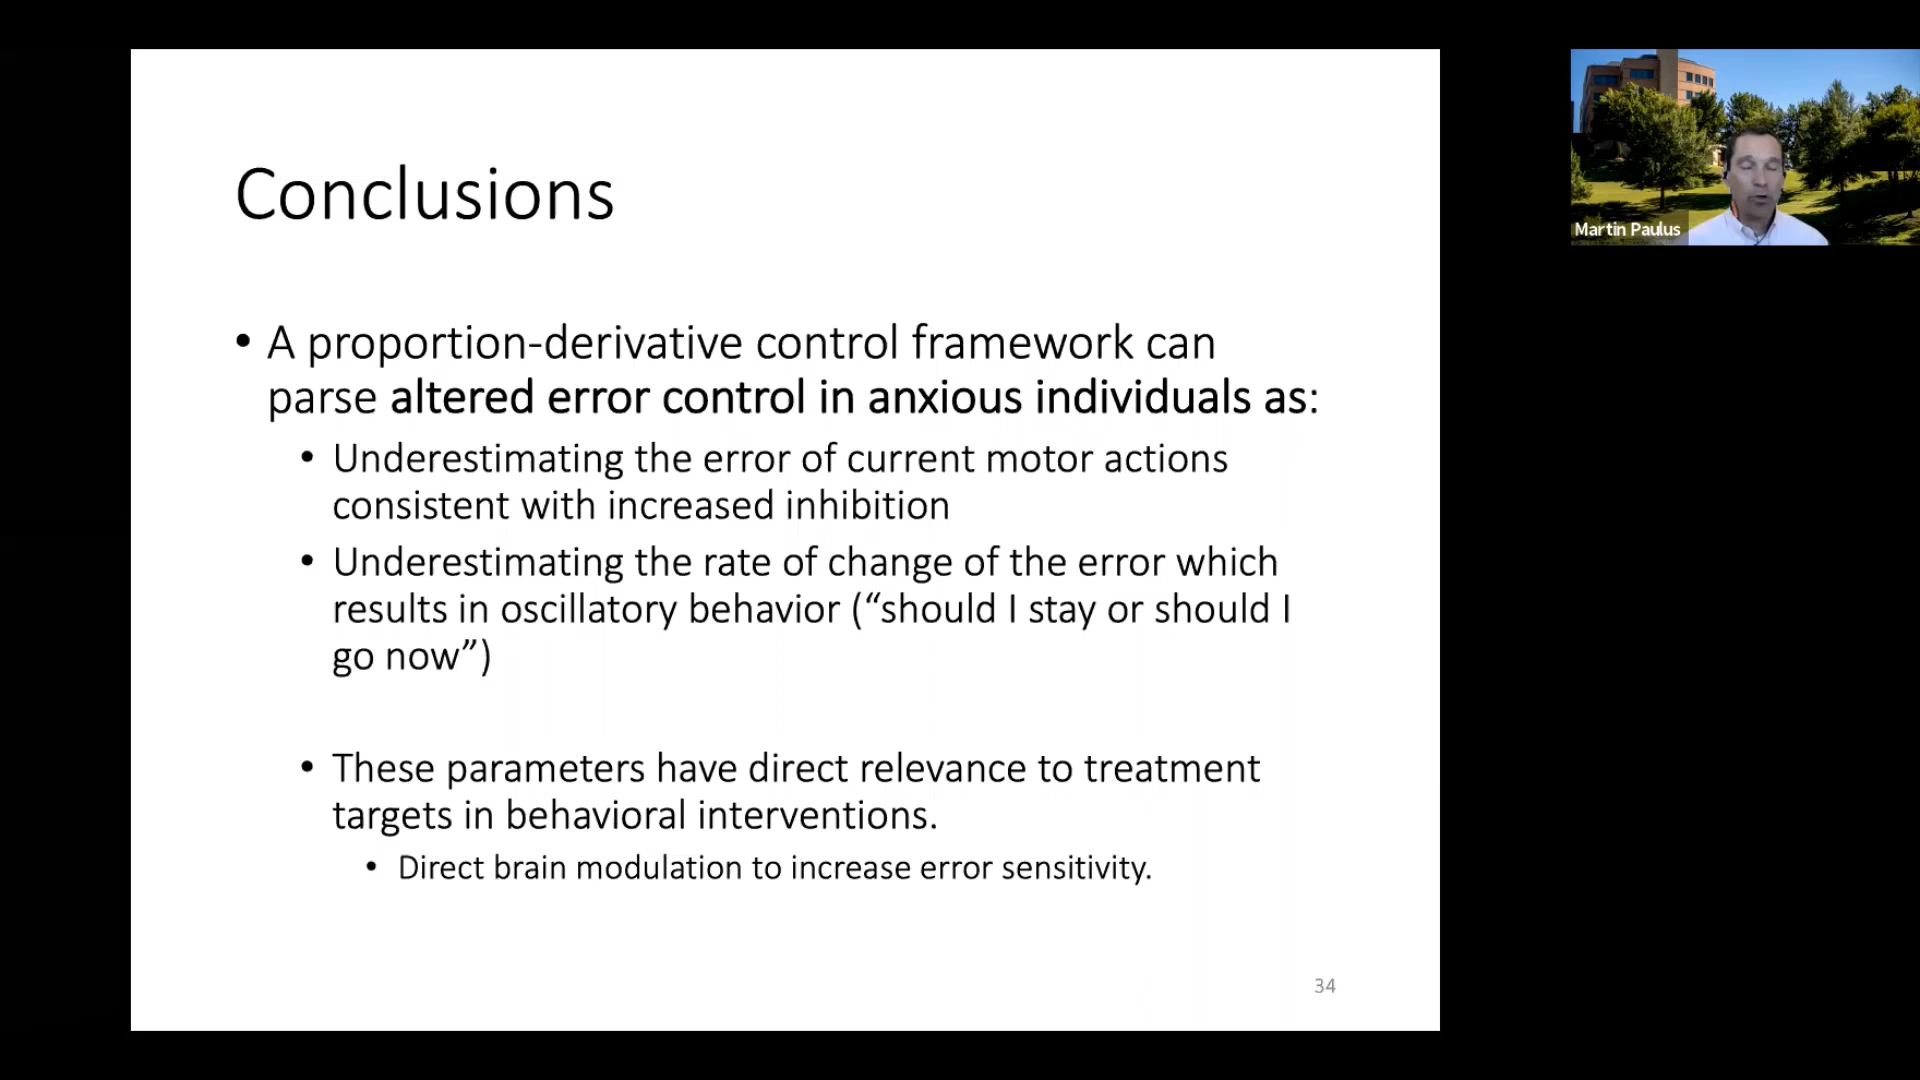 Conclusions
• A proportion-derivative control framework can
parse altered error control in anxious individuals as:
• Underestimating the error of current motor actions
consistent with increased inhibition
• Underestimating the rate of change of the error which
results in oscillatory behavior (“should I stay or should I
go now”)
• These parameters have direct relevance to treatment
targets in behavioral interventions.
• Direct brain modulation to increase error sensitivity.
34
Martin Paulus